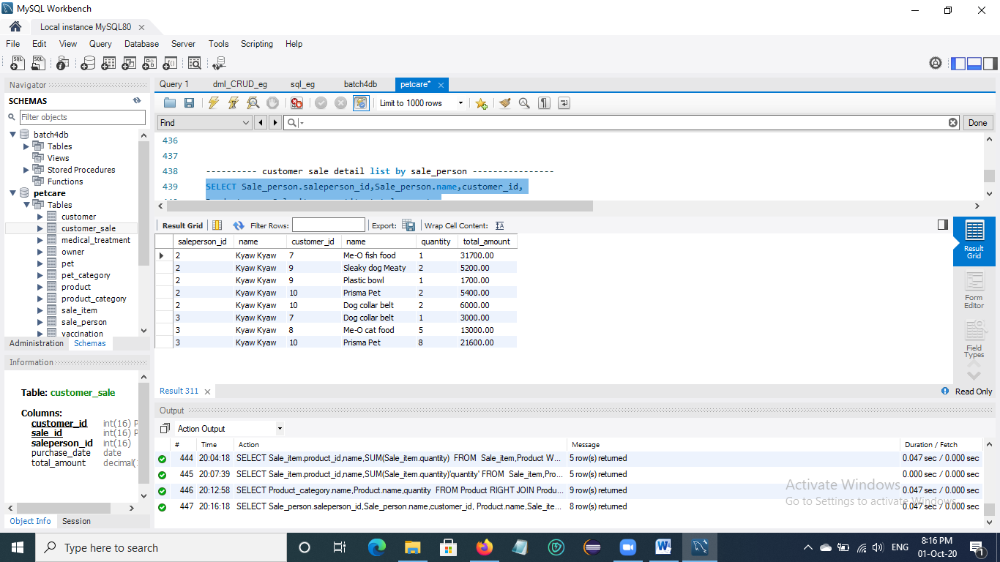 MySQL Workbench
Local instance MySQL80
File Edit View Query Database Server Tools Scripting Help
Navigator
SCHEMAS
Filter objects
batch4db
Tables
Views
Stored Procedures
Functions
petcare
Tables
customer
customer_sale
medical_treatment
owner
pet
pet_category
product
product_category
sale_item
sale_person
vaccination
Administration Schemas
Information
Table: customer_sale
Columns:
customer_id int(16) P
sale_id int(16) P
saleperson_id int(16)
purchase_date date
total_amount decimal(
Object Info Session
Query 1 dml_CRUD_eg sql_eg batch4db petcare*
Limit to 1000 rows
Find Done
436
437
438 ---------- customer sale detail list by sale_person ----------------
439 SELECT Sale_person.saleperson_id,Sale_person.name,customer_id,
Result Grid Filter Rows: Export: Wrap Cell Content:
saleperson_id name customer_id name quantity total_amount
2 Kyaw Kyaw 7 Me-O fish food 1 31700.00
2 Kyaw Kyaw 9 Sleaky dog Meaty 2 5200.00
2 Kyaw Kyaw 9 Plastic bowl 1 1700.00
2 Kyaw Kyaw 10 Prisma Pet 2 5400.00
2 Kyaw Kyaw 10 Dog collar belt 2 6000.00
3 Kyaw Kyaw 7 Dog collar belt 1 3000.00
3 Kyaw Kyaw 8 Me-O cat food 5 13000.00
3 Kyaw Kyaw 10 Prisma Pet 8 21600.00
Result Grid
Form Editor
Field Types
Result 311 Read Only
Output
Action Output
# Time Action Message Duration / Fetch
444 20:04:18 SELECT Sale_item.product_id,name,SUM(Sale_item.quantity) FROM Sale_item,Product W... 5 row(s) returned 0.047 sec / 0.000 sec
445 20:07:39 SELECT Sale_item.product_id,name,SUM(Sale_item.quantity)'quantity' FROM Sale_item,Pro... 5 row(s) returned 0.000 sec / 0.000 sec
446 20:12:58 SELECT Product_category.name,Product.name,quantity FROM Product RIGHT JOIN Produ... 9 row(s) returned 0.047 sec / 0.000 sec
447 20:16:18 SELECT Sale_person.saleperson_id,Sale_person.name,customer_id, Product.name,Sale_ite... 8 row(s) returned 0.047 sec / 0.000 sec
Activate Windows
Go to Settings to activate Windows.
Type here to search
ENG
8:16 PM
01-Oct-20
1